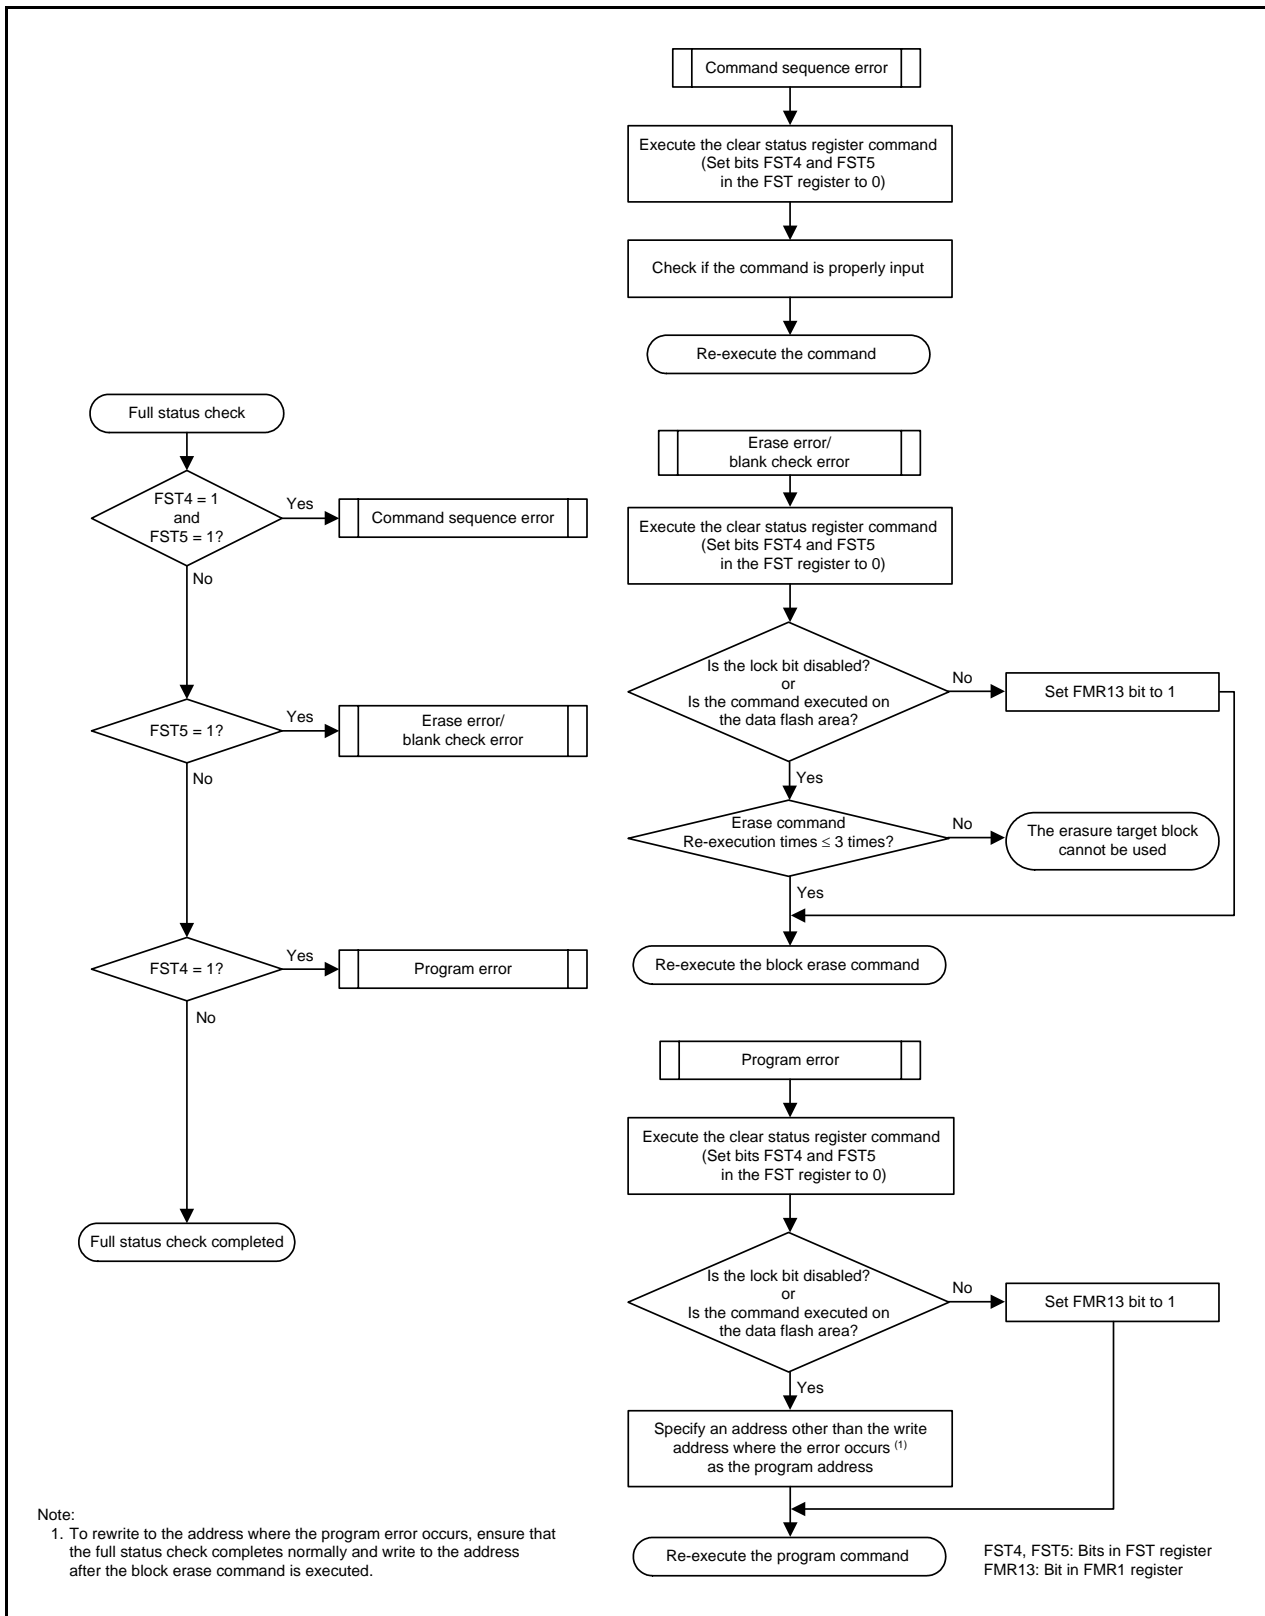 Command sequence error
Execute the clear status register command
(Set bits FST4 and FST5
in the FST register to 0)
Check if the command is properly input
Re-execute the command
Full status check
FST4 = 1
and
FST5 = 1?
Yes
Command sequence error
No
FST5 = 1?
Yes
Erase error/
blank check error
No
FST4 = 1?
Yes
Program error
No
Full status check completed
Erase error/
blank check error
Execute the clear status register command
(Set bits FST4 and FST5
in the FST register to 0)
Is the lock bit disabled?
or
Is the command executed on
the data flash area?
No
Set FMR13 bit to 1
Yes
Erase command
Re-execution times ≤ 3 times?
No
The erasure target block
cannot be used
Yes
Re-execute the block erase command
Program error
Execute the clear status register command
(Set bits FST4 and FST5
in the FST register to 0)
Is the lock bit disabled?
or
Is the command executed on
the data flash area?
No
Set FMR13 bit to 1
Yes
Specify an address other than the write
address where the error occurs (1)
as the program address
Re-execute the program command
Note:
1. To rewrite to the address where the program error occurs, ensure that
the full status check completes normally and write to the address
after the block erase command is executed.
FST4, FST5: Bits in FST register
FMR13: Bit in FMR1 register